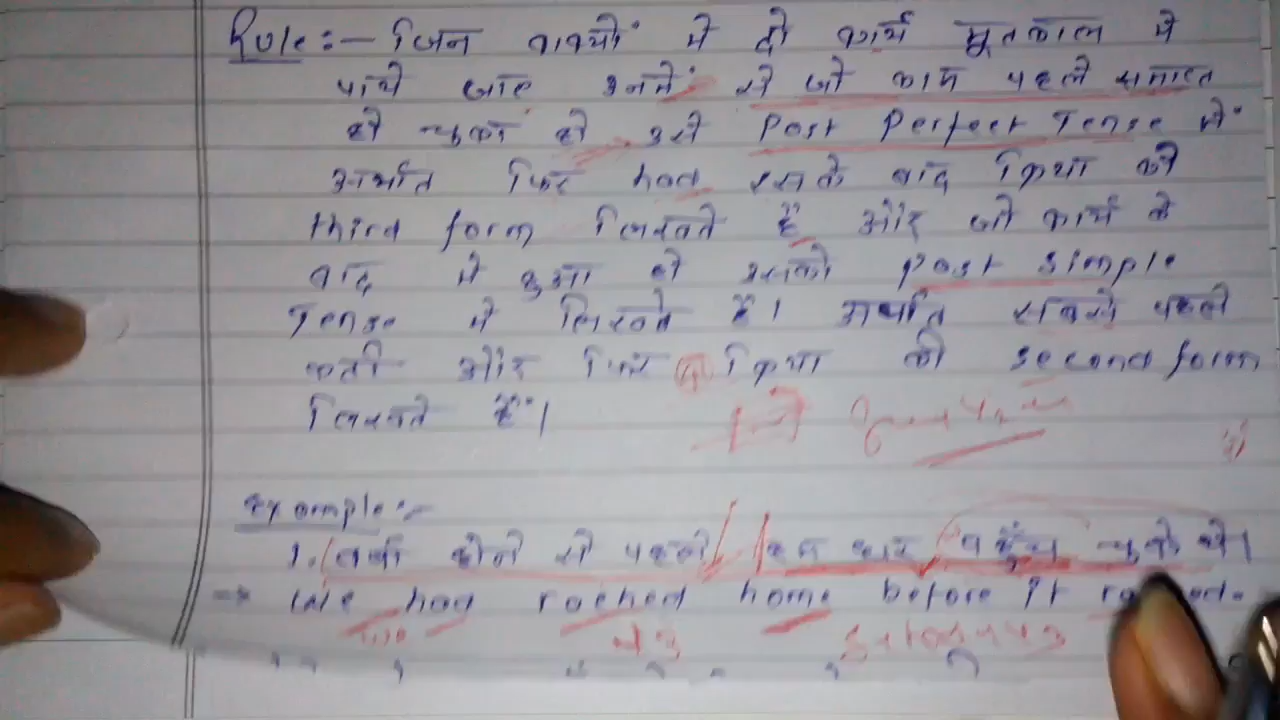 Rule:- जिन वाक्यों में दो कार्य भूतकाल में
पाये जाए उनमें से जो काम पहले समाप्त
हो चुका हो उसे Past Perfect Tense में
अर्थात फिर had इसके बाद क्रिया की
third form लिखते हैं और जो कार्य के
बाद में हुआ हो उसको past simple
Tense में लिखते हैं। अर्थात सबसे पहले
कर्ता और फिर क्रिया की second form
लिखते हैं।
Example:-
1. वर्षा होने से पहले हम घर पहुँच चुके थे।
→ We had reached home before it